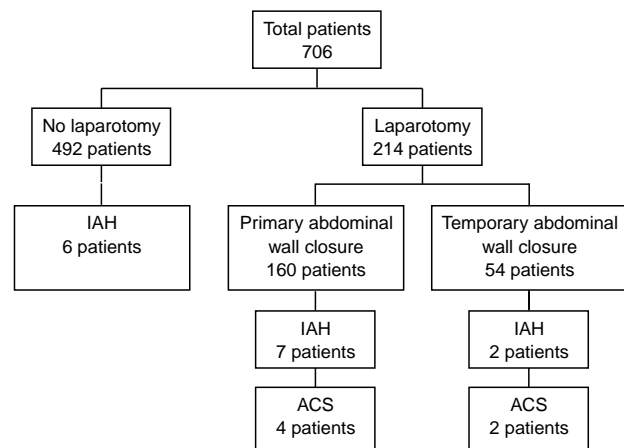 Total patients
706
No laparotomy
492 patients
Laparotomy
214 patients
IAH
6 patients
Primary abdominal
wall closure
160 patients
Temporary abdominal
wall closure
54 patients
IAH
7 patients
IAH
2 patients
ACS
4 patients
ACS
2 patients